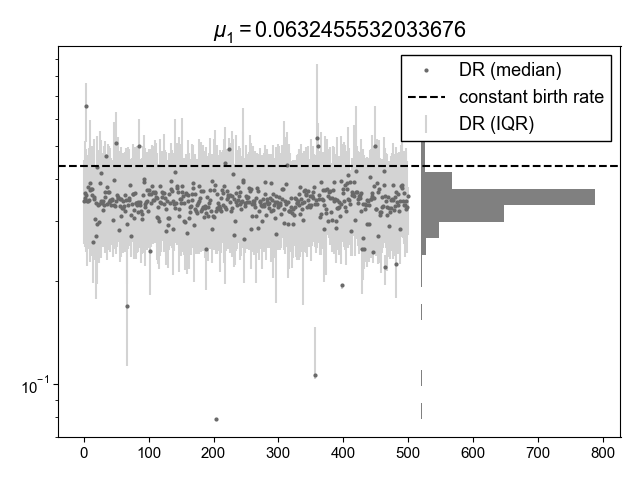 μ₁ = 0.0632455532033676
DR (median)
constant birth rate
DR (IQR)
10⁻¹
0 100 200 300 400 500 600 700 800